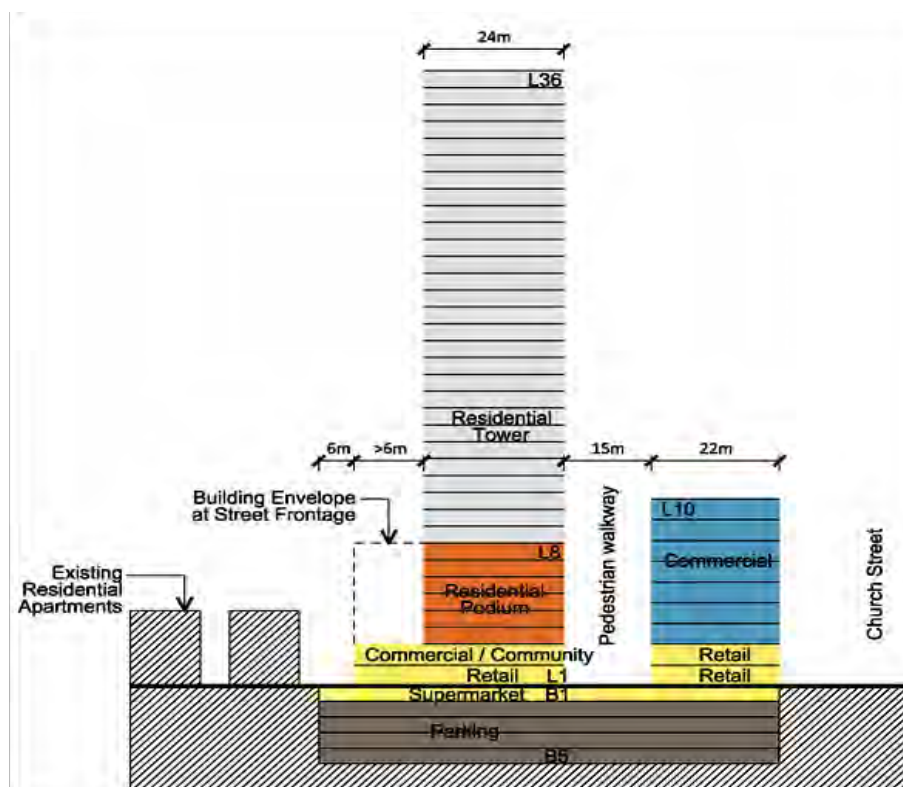 24m
L36
Residential
Tower
6m
>6m
15m
22m
Building Envelope
at Street Frontage
L8
Residential
Podium
Pedestrian walkway
L10
Commercial
Church Street
Existing
Residential
Apartments
Commercial / Community
Retail L1
Retail
Retail
Supermarket B1
Parking
B5